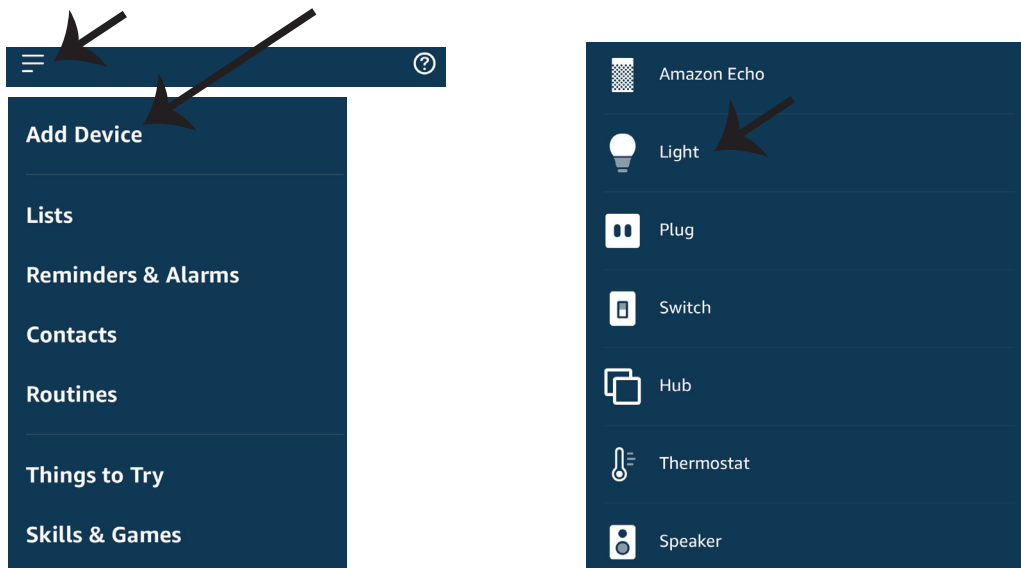 Add Device
Lists
Reminders & Alarms
Contacts
Routines
Things to Try
Skills & Games
Amazon Echo
Light
Plug
Switch
Hub
Thermostat
Speaker